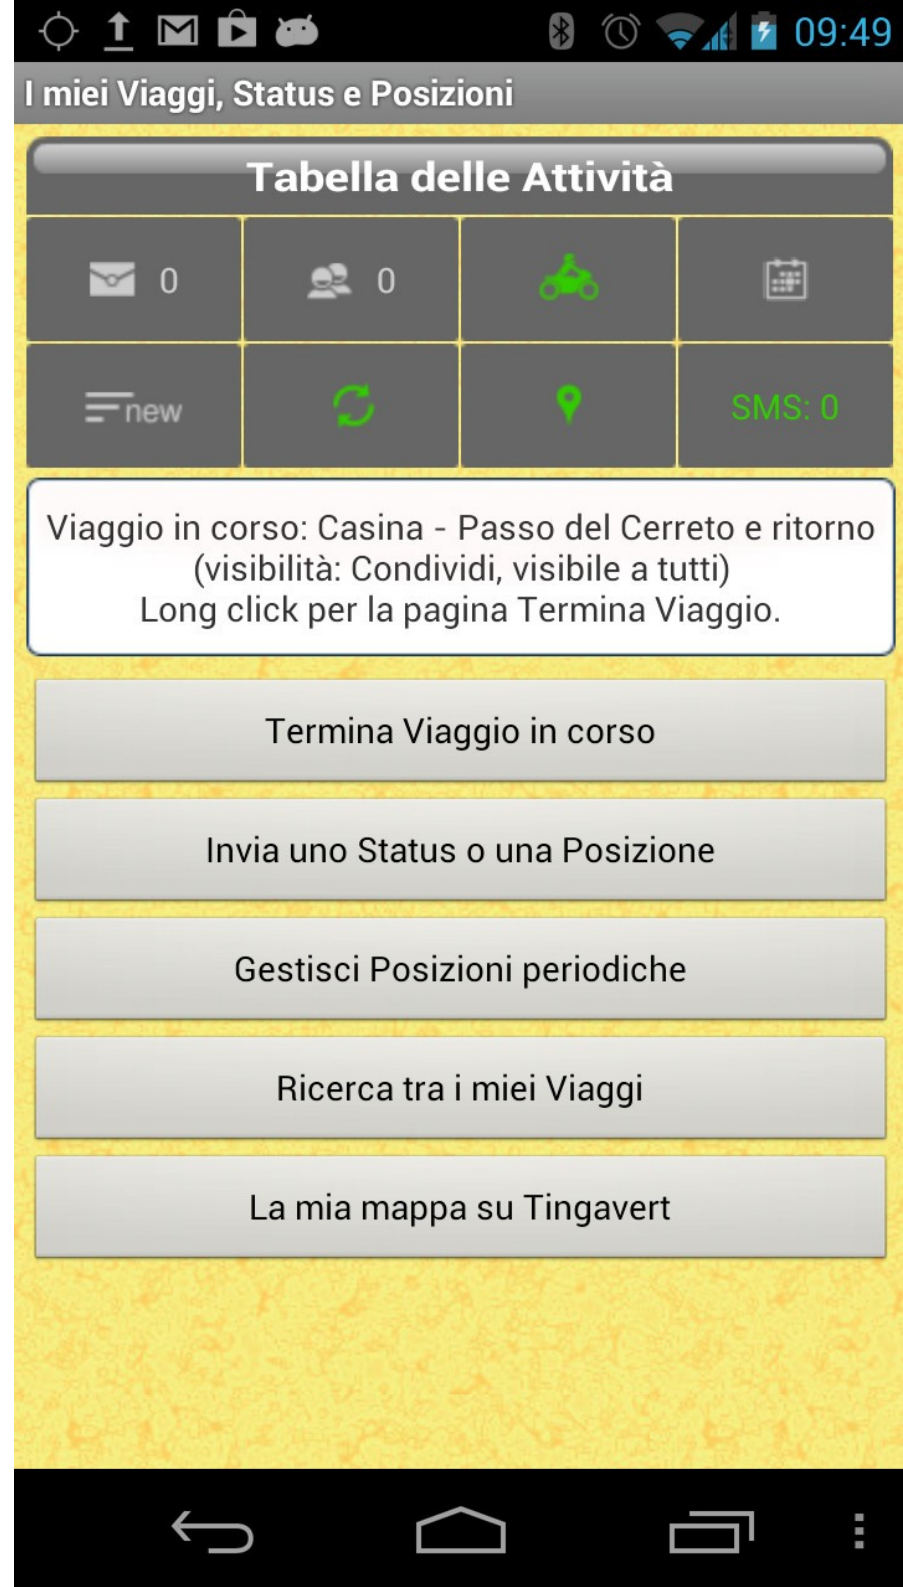 09:49
I miei Viaggi, Status e Posizioni
Tabella delle Attività
0
0
new
SMS: 0
Viaggio in corso: Casina - Passo del Cerreto e ritorno
(visibilità: Condividi, visibile a tutti)
Long click per la pagina Termina Viaggio.
Termina Viaggio in corso
Invia uno Status o una Posizione
Gestisci Posizioni periodiche
Ricerca tra i miei Viaggi
La mia mappa su Tingavert